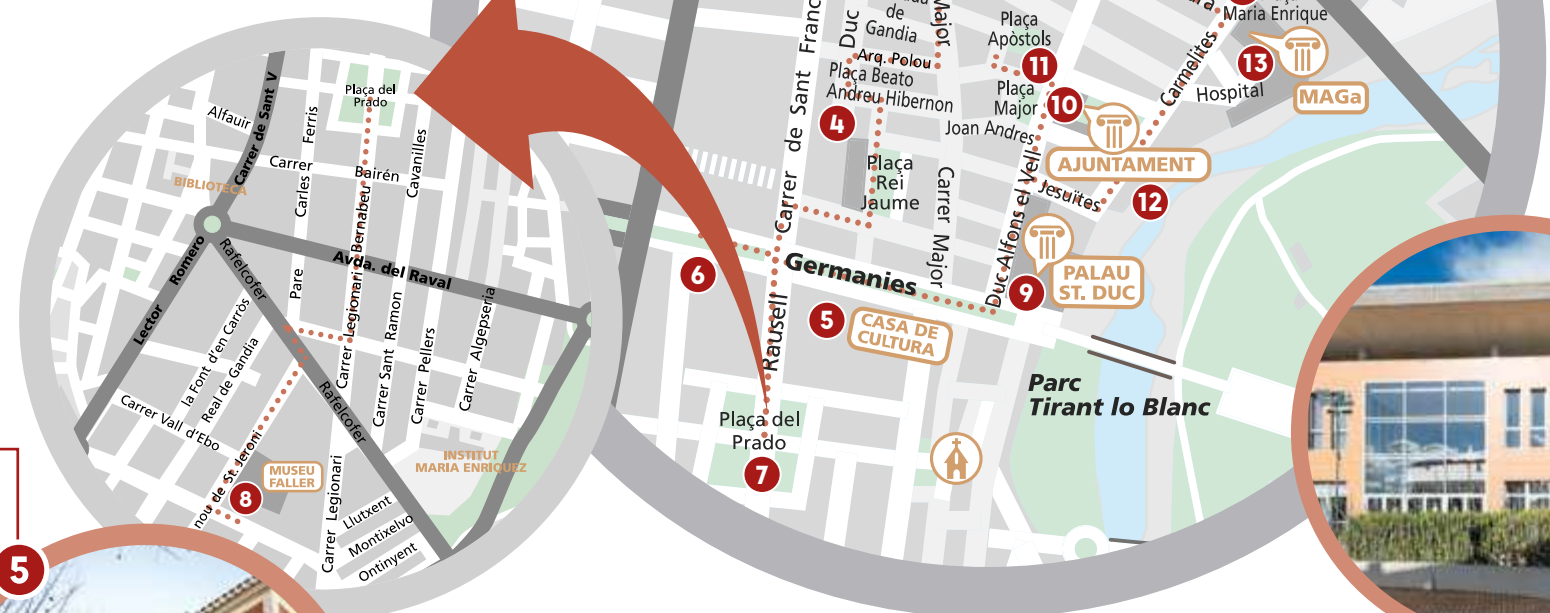 Plaça del
Prado
Alfauir
Carrer de Sant V
Ferris
Carles
Pare
Carrer
Bairén
Cavanilles
BIBLIOTECA
Carrer Legionari Bernabeu
Avda. del Raval
Lector Romero
Rafelcofer
la Font d'en Carròs
Real de Gandia
Carrer Vall d'Ebo
Carrer Sant Ramon
Carrer Pellers
Carrer Algepseria
Rafelcofer
nou de St. Jeroni
8
MUSEU
FALLER
INSTITUT
MARIA ENRIQUEZ
Carrer Legionari
Llutxent
Montixelvo
Ontinyent
5
Carrer de Sant Franc
Duc
de
Gandia
Major
Arq. Polou
Plaça Beato
Andreu Hibernon
4
Plaça
Rei
Jaume
Plaça
Apòstols
11
Plaça
Major
10
Joan Andres
AJUNTAMENT
Carrer Major
Duc Alfons el Vell
Jesuïtes
12
Carmelites
Maria Enrique
13
Hospital
MAGa
PALAU
ST. DUC
9
6
Germanies
Rausell
5
CASA DE
CULTURA
Parc
Tirant lo Blanc
Plaça del
Prado
7